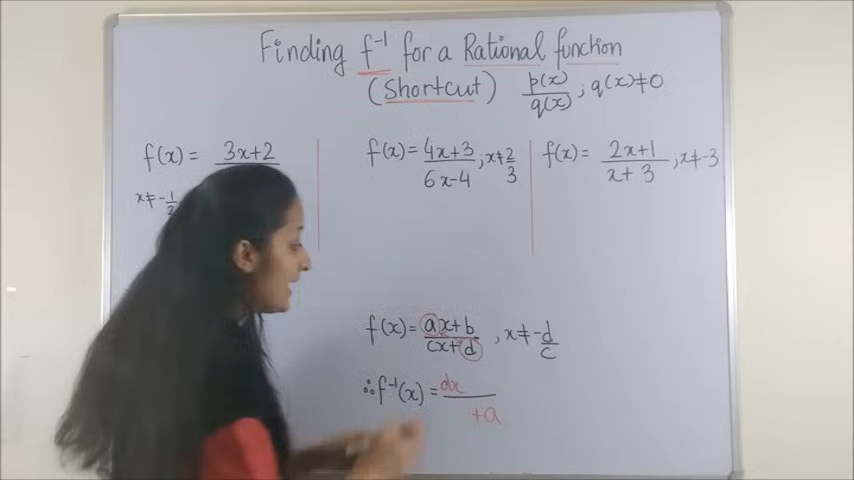 Finding f⁻¹ for a Rational function
(Shortcut) p(x)/q(x) ; q(x)≠0
f(x) = 3x+2
x≠-1/2
f(x) = 4x+3/6x-4 ; x≠2/3
f(x) = 2x+1/x+3 ; x≠-3
f(x) = ax+b/cx+d , x≠-d/c
∴f⁻¹(x) = dx/+a